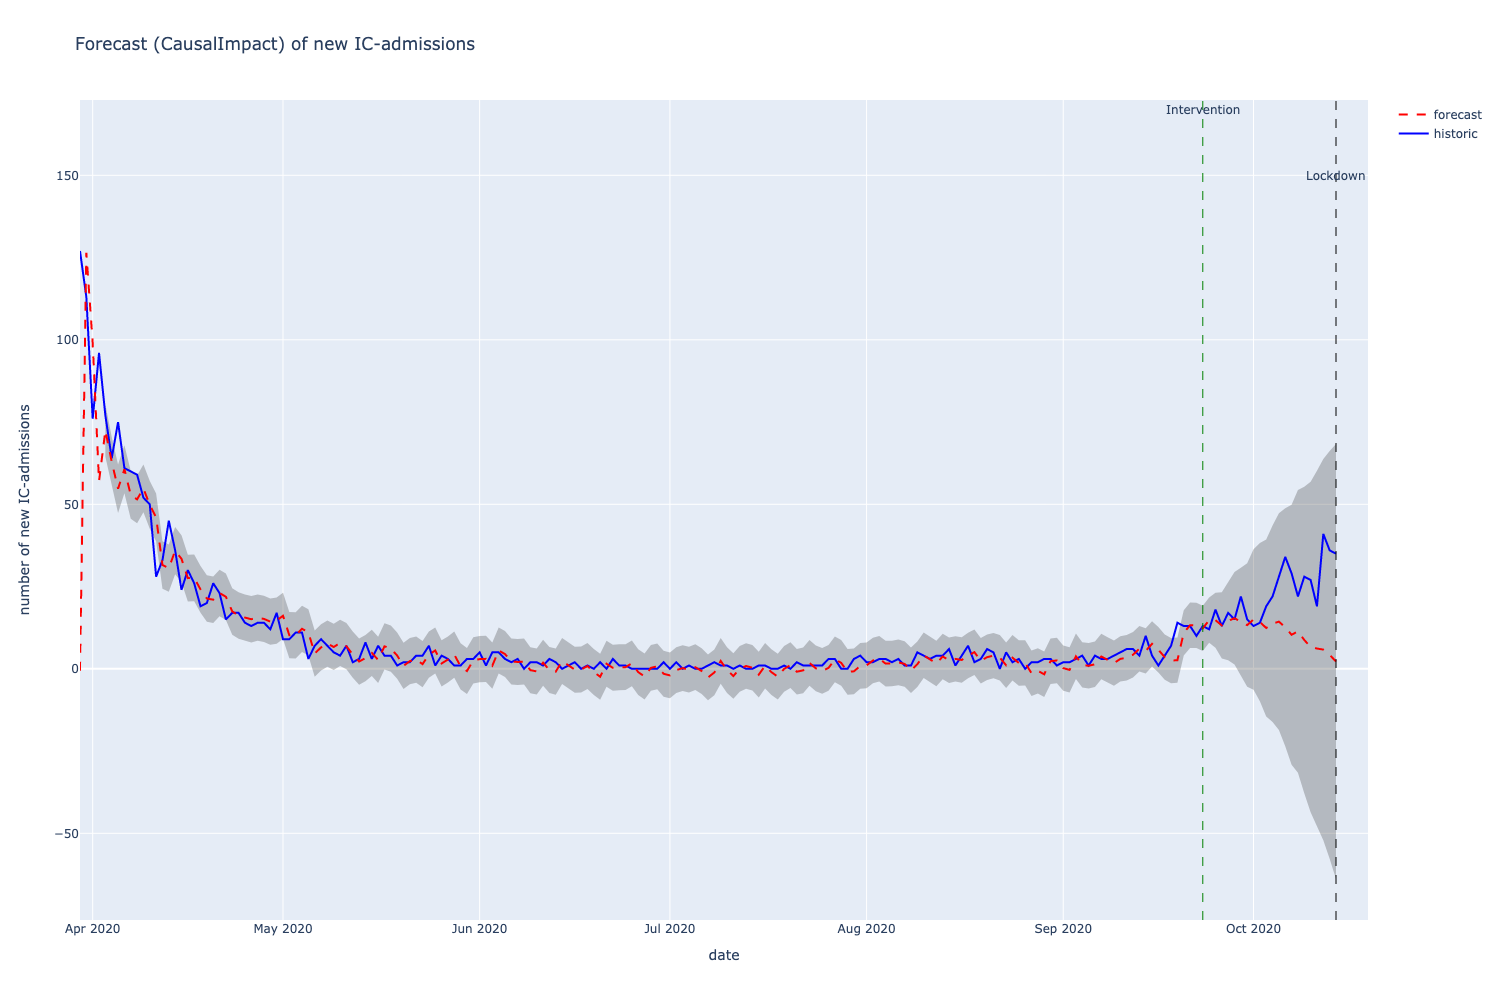 Forecast (CausalImpact) of new IC-admissions
Intervention
forecast
historic
Lockdown
150
100
50
0
−50
number of new IC-admissions
Apr 2020
May 2020
Jun 2020
Jul 2020
Aug 2020
Sep 2020
Oct 2020
date